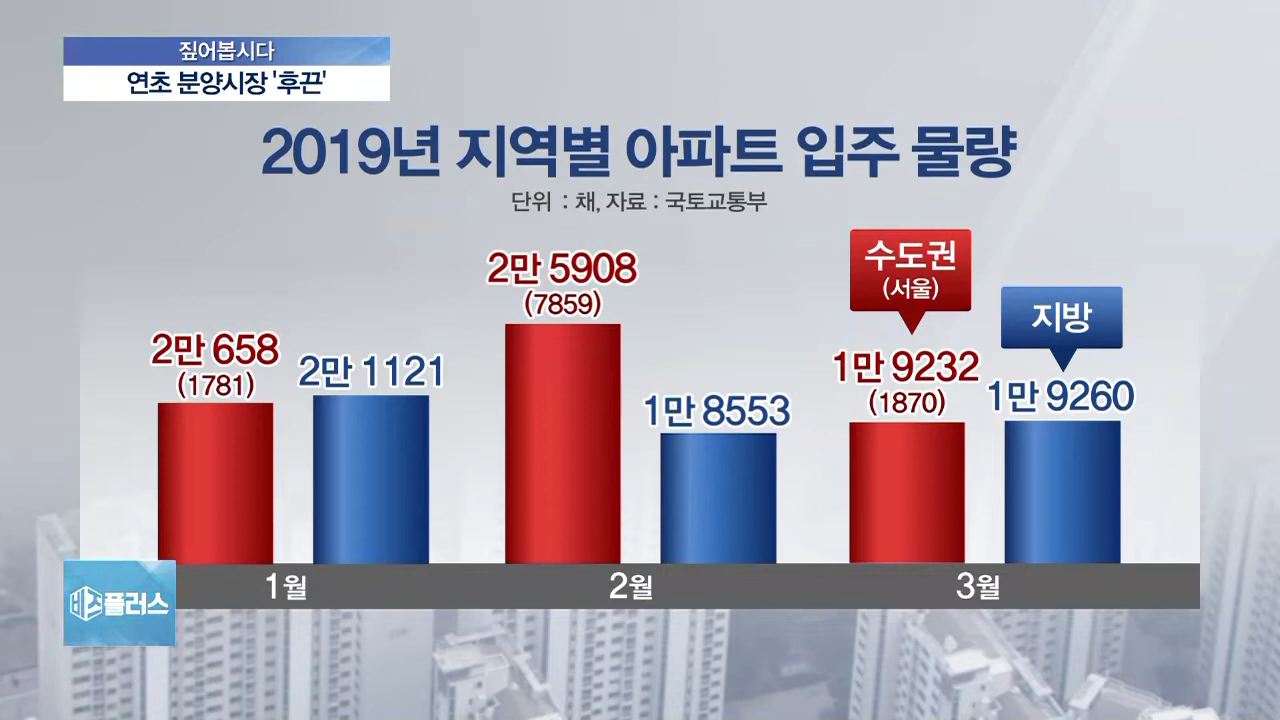 짚어봅시다
연초 분양시장 '후끈'
2019년 지역별 아파트 입주 물량
단위 : 채, 자료 : 국토교통부
수도권
(서울)
지방
2만 658
(1781)
2만 1121
2만 5908
(7859)
1만 8553
1만 9232
(1870)
1만 9260
1월
2월
3월
플러스